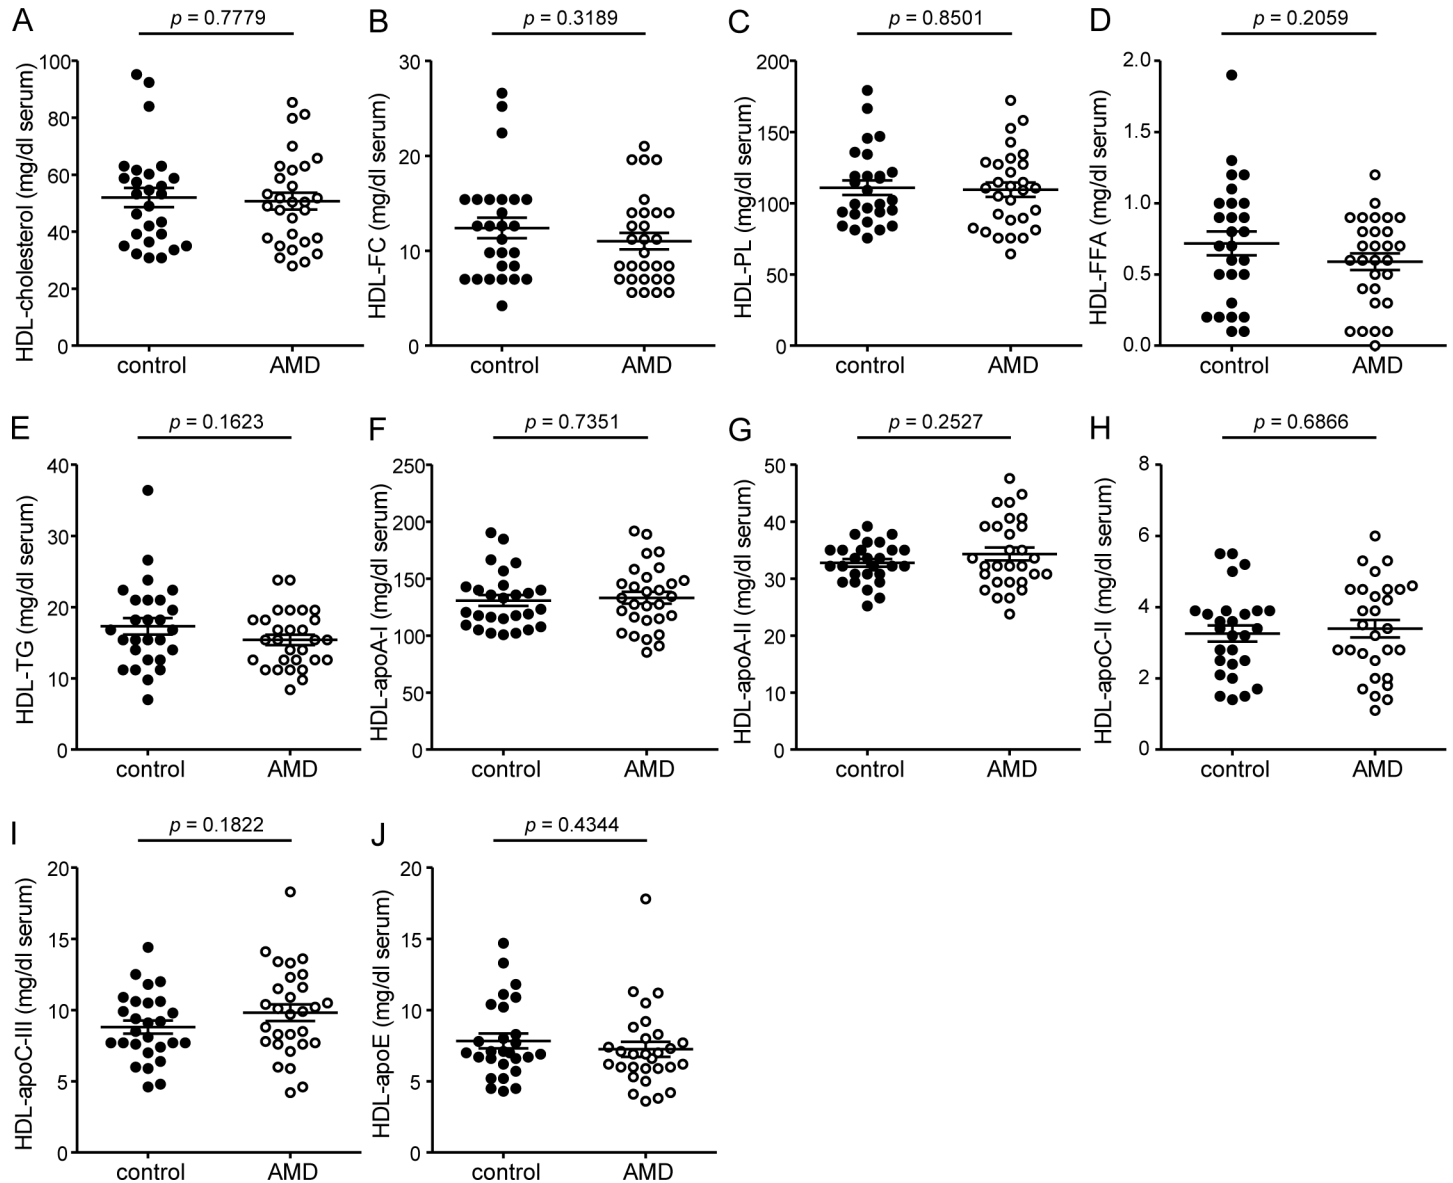 A
p = 0.7779
HDL-cholesterol (mg/dl serum)
100
80
60
40
20
0
control
AMD
B
p = 0.3189
HDL-FC (mg/dl serum)
30
20
10
0
control
AMD
C
p = 0.8501
HDL-PL (mg/dl serum)
200
150
100
50
0
control
AMD
D
p = 0.2059
HDL-FFA (mg/dl serum)
2.0
1.5
1.0
0.5
0.0
control
AMD
E
p = 0.1623
HDL-TG (mg/dl serum)
40
30
20
10
0
control
AMD
F
p = 0.7351
HDL-apoA-I (mg/dl serum)
250
200
150
100
50
0
control
AMD
G
p = 0.2527
HDL-apoA-II (mg/dl serum)
50
40
30
20
10
0
control
AMD
H
p = 0.6866
HDL-apoC-II (mg/dl serum)
8
6
4
2
0
control
AMD
I
p = 0.1822
HDL-apoC-III (mg/dl serum)
20
15
10
5
0
control
AMD
J
p = 0.4344
HDL-apoE (mg/dl serum)
20
15
10
5
0
control
AMD